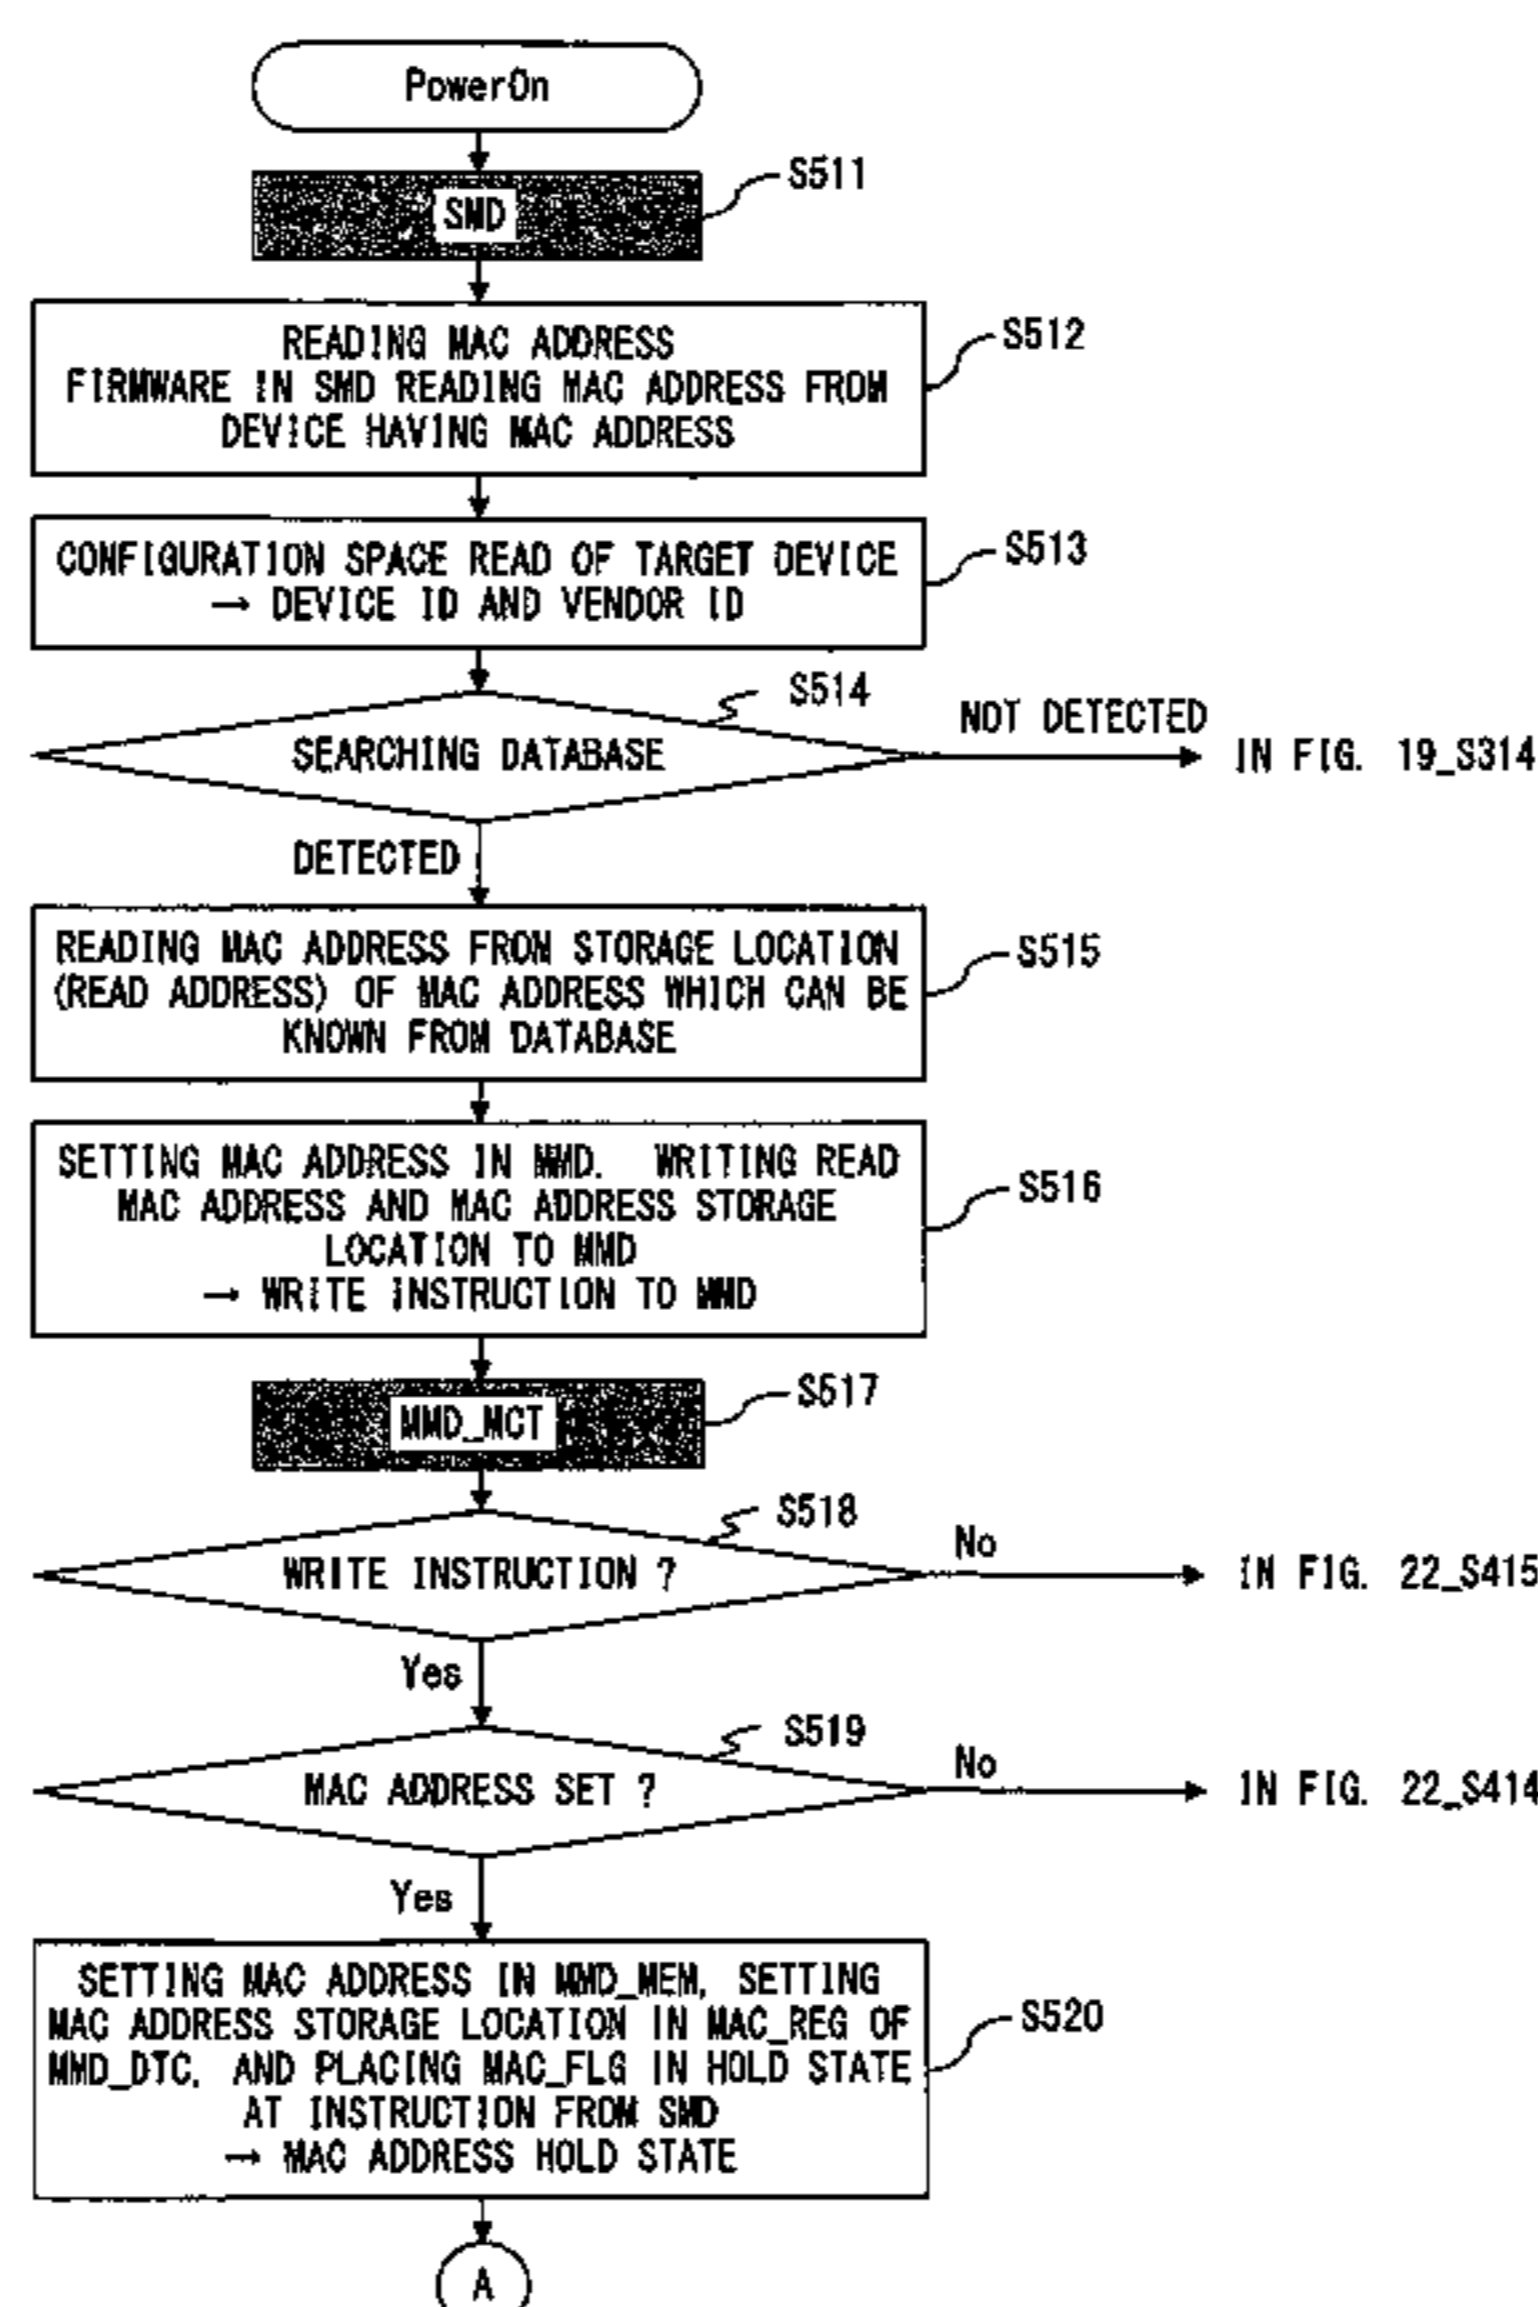 PowerOn
SMD
S511
READING MAC ADDRESS
FIRMWARE IN SMD READING MAC ADDRESS FROM
DEVICE HAVING MAC ADDRESS
S512
CONFIGURATION SPACE READ OF TARGET DEVICE
→ DEVICE ID AND VENDOR ID
S513
SEARCHING DATABASE
S514
NOT DETECTED
IN FIG. 19_S314
DETECTED
READING MAC ADDRESS FROM STORAGE LOCATION
(READ ADDRESS) OF MAC ADDRESS WHICH CAN BE
KNOWN FROM DATABASE
S515
SETTING MAC ADDRESS IN MMD. WRITING READ
MAC ADDRESS AND MAC ADDRESS STORAGE
LOCATION TO MMD
→ WRITE INSTRUCTION TO MMD
S516
MMD_MCT
S517
WRITE INSTRUCTION ?
S518
No
IN FIG. 22_S415
Yes
MAC ADDRESS SET ?
S519
No
IN FIG. 22_S414
Yes
SETTING MAC ADDRESS IN MMD_MEM, SETTING
MAC ADDRESS STORAGE LOCATION IN MAC_REG OF
MMD_DTC, AND PLACING MAC_FLG IN HOLD STATE
AT INSTRUCTION FROM SMD
→ MAC ADDRESS HOLD STATE
S520
A